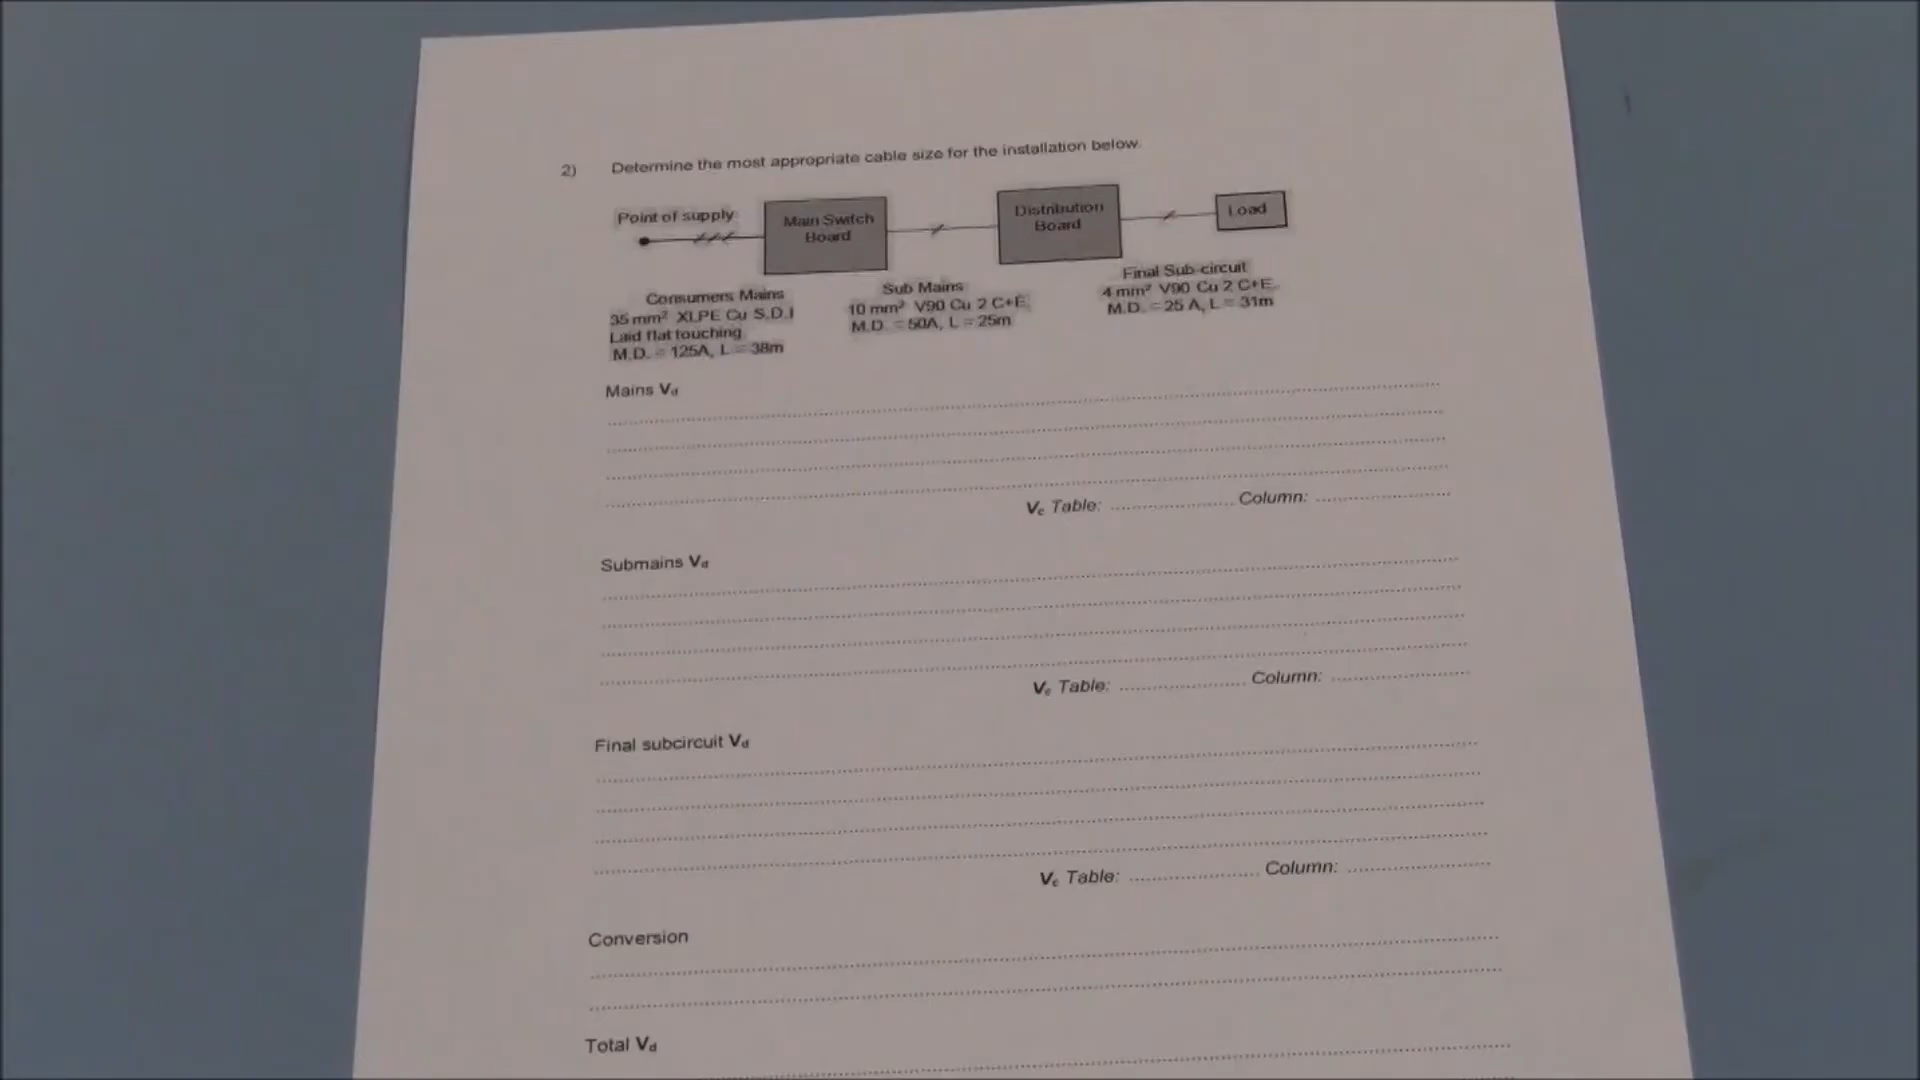 2) Determine the most appropriate cable size for the installation below.
Point of supply
Main Switch
Board
Distribution
Board
Load
Consumers Mains
35 mm² XLPE Cu S.D.I
Laid flat touching
M.D. = 125A, L = 38m
Sub Mains
10 mm² V90 Cu 2 C+E
M.D. = 50A, L = 25m
Final Sub-circuit
4 mm² V90 Cu 2 C+E
M.D. = 25 A, L = 31m
Mains Vd
Vc Table: Column:
Submains Vd
Vc Table: Column:
Final subcircuit Vd
Vc Table: Column:
Conversion
Total Vd